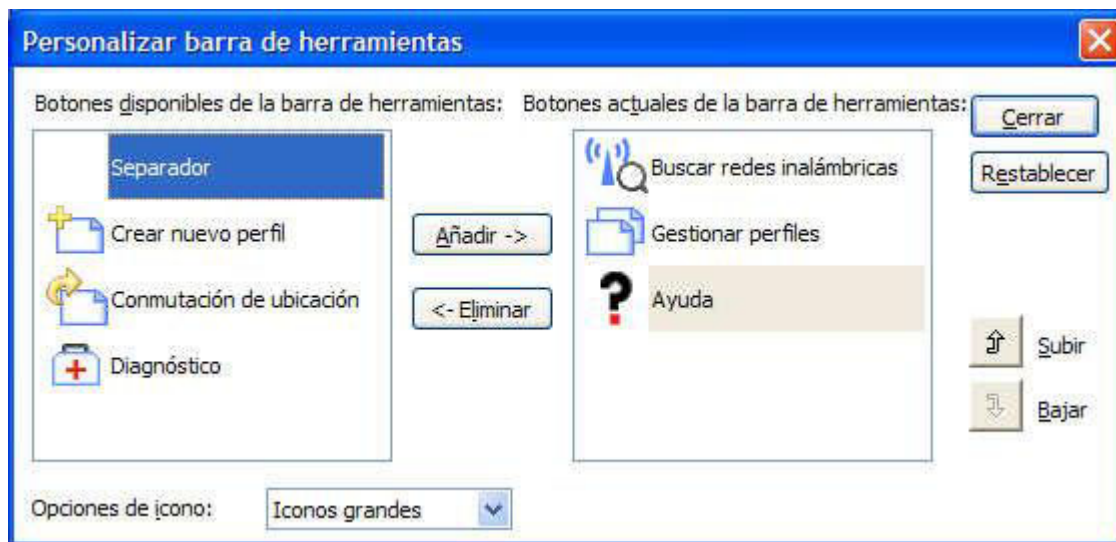 Personalizar barra de herramientas
Botones disponibles de la barra de herramientas:
Separador
Crear nuevo perfil
Conmutación de ubicación
Diagnóstico
Añadir ->
<- Eliminar
Botones actuales de la barra de herramientas:
Buscar redes inalámbricas
Gestionar perfiles
Ayuda
Cerrar
Restablecer
Subir
Bajar
Opciones de icono:
Iconos grandes